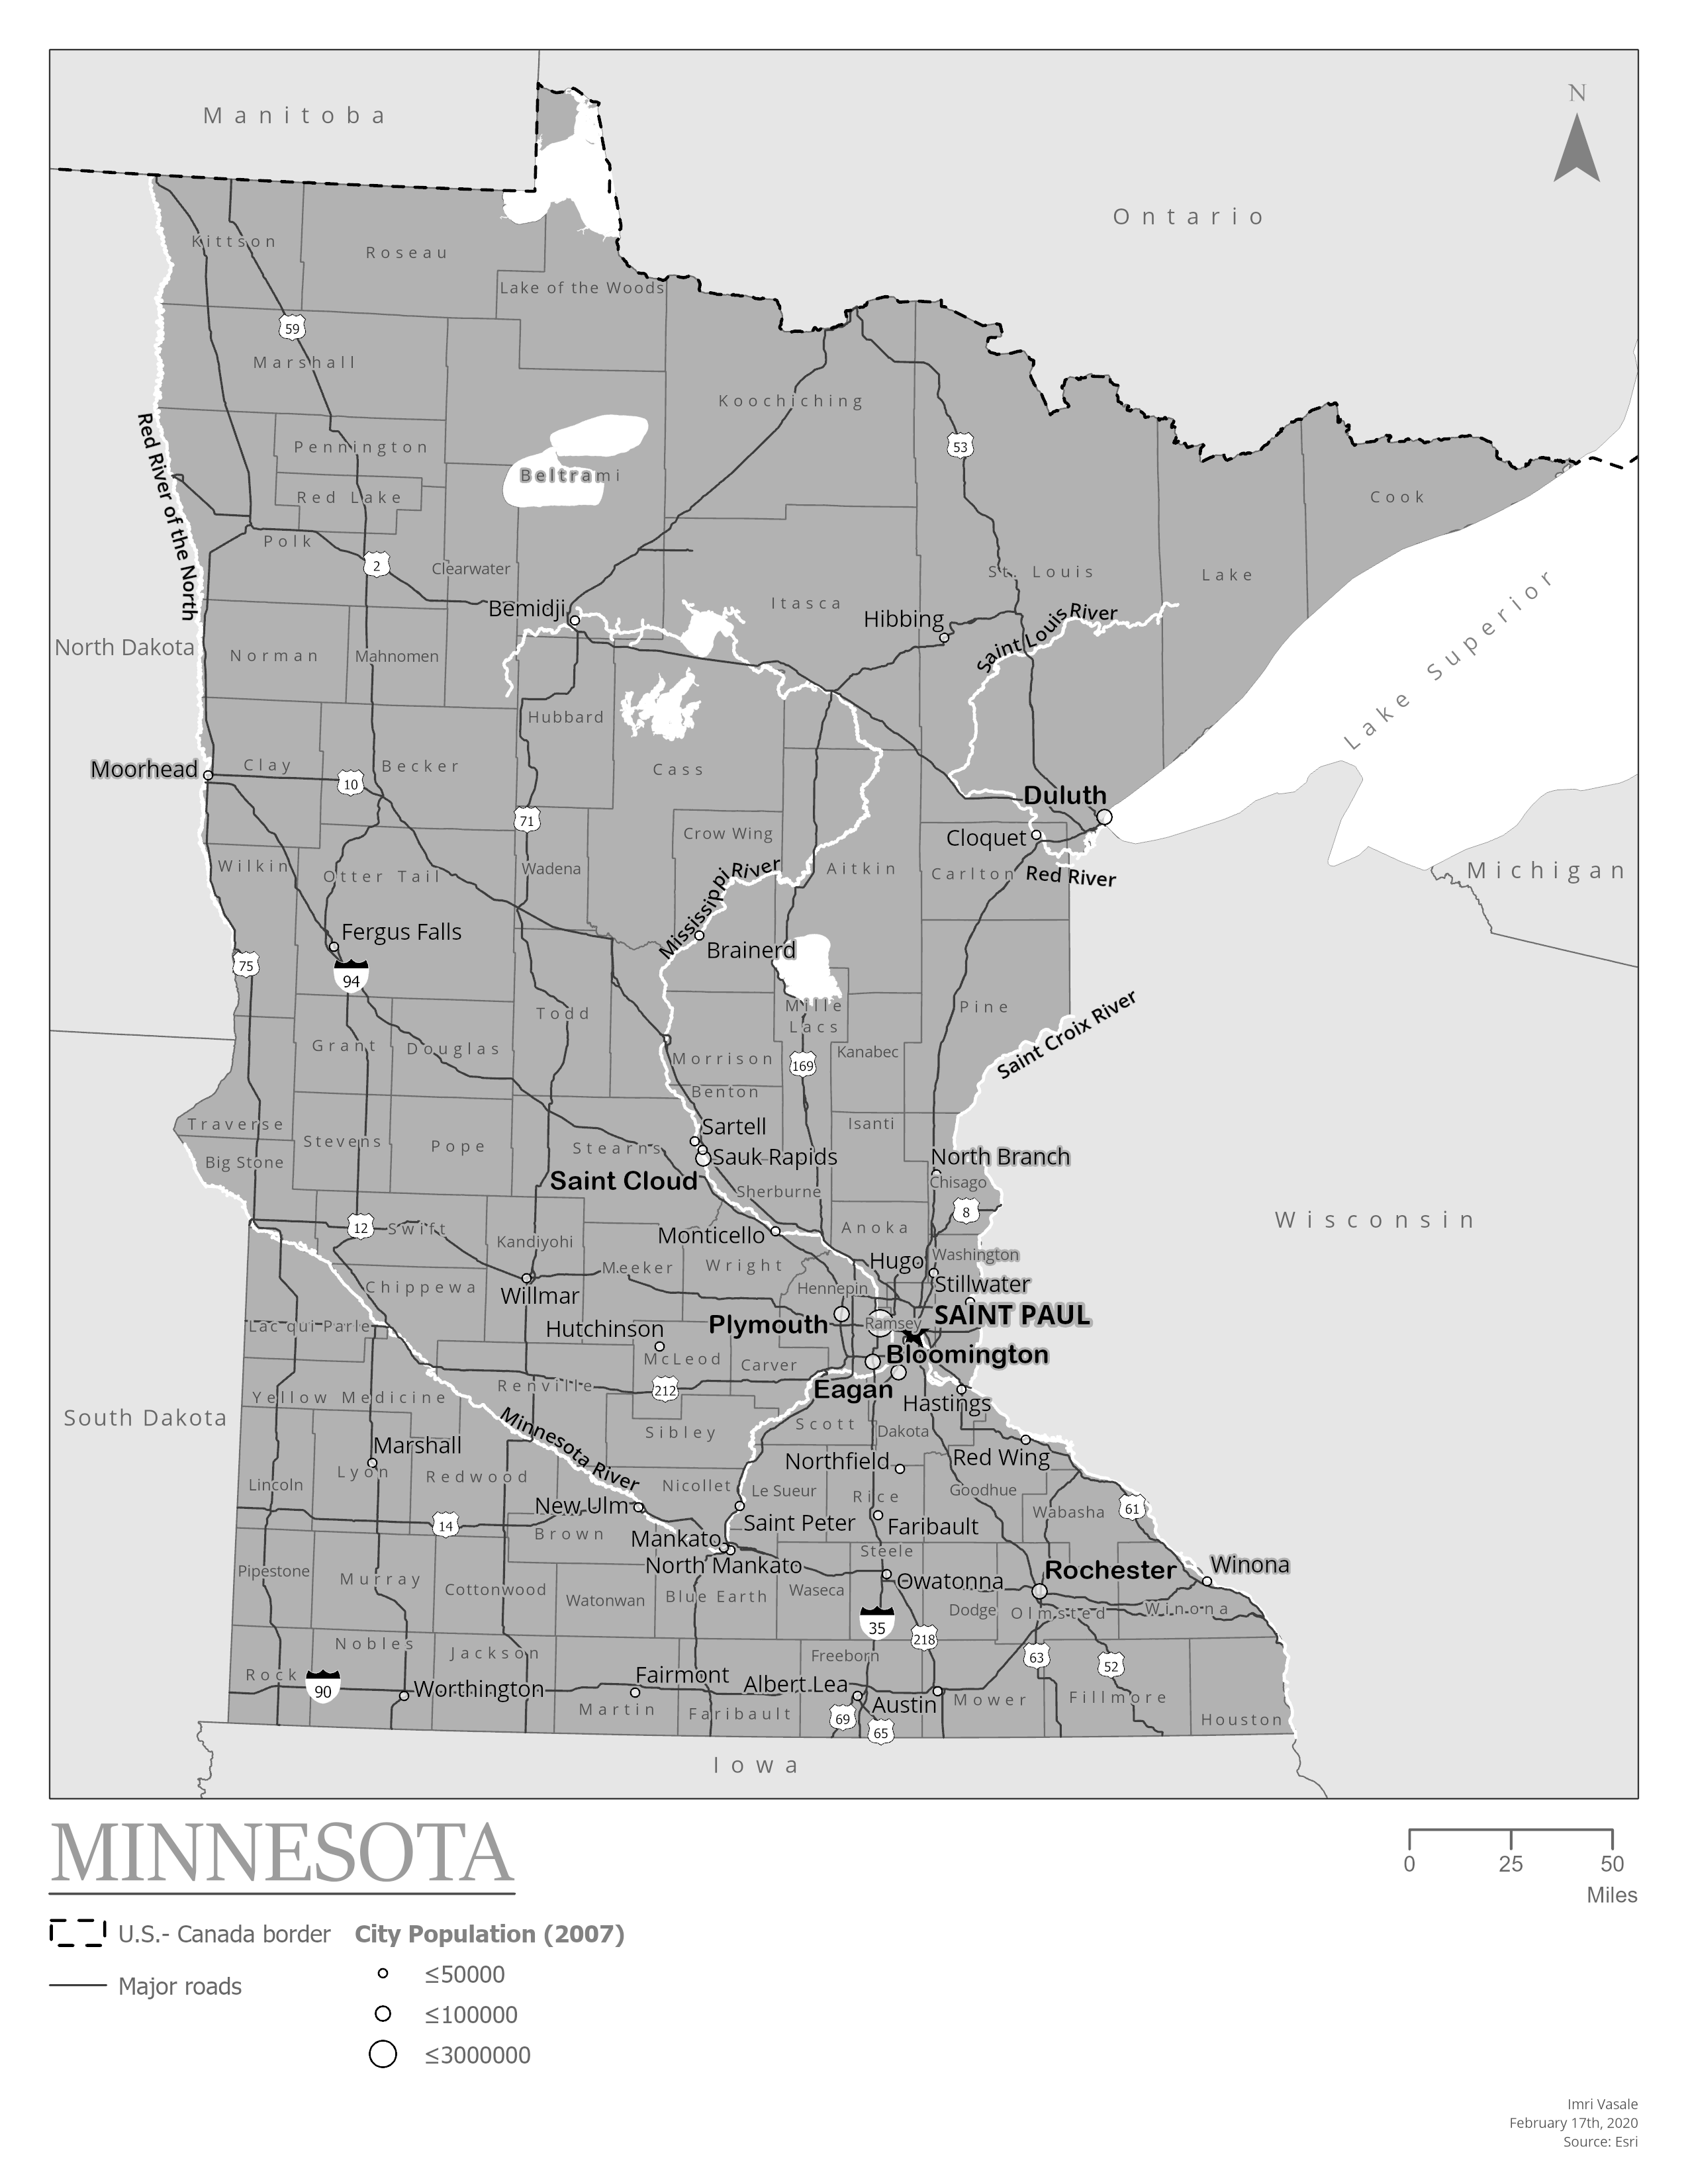 Manitoba
N
Ontario
Kittson
Roseau
Lake of the Woods
59
Marshall
Koochiching
Red River of the North
Pennington
53
Beltrami
Red Lake
Cook
Polk
2
Clearwater
St. Louis
Lake
Bemidji
Itasca
Hibbing
Saint Louis River
Lake Superior
North Dakota
Norman
Mahnomen
Hubbard
Moorhead
Clay
Becker
Cass
10
71
Duluth
Crow Wing
Cloquet
Wilkin
Otter Tail
Wadena
Mississippi River
Aitkin
Carlton
Red River
Michigan
Fergus Falls
Brainerd
75
94
Mille
Lacs
Pine
Todd
Saint Croix River
Grant
Douglas
Morrison
169
Kanabec
Benton
Traverse
Stevens
Pope
Stearns
Sartell
Isanti
Big Stone
Sauk Rapids
North Branch
Saint Cloud
Chisago
Sherburne
8
Wisconsin
12
Swift
Kandiyohi
Monticello
Anoka
Meeker
Wright
Hugo
Washington
Chippewa
Willmar
Hennepin
Stillwater
Lac qui Parle
Hutchinson
Plymouth
Ramsey
SAINT PAUL
McLeod
Carver
Bloomington
Yellow Medicine
Renville
212
Eagan
South Dakota
Minnesota River
Sibley
Scott
Hastings
Dakota
Marshall
Lyon
Redwood
Northfield
Red Wing
Lincoln
Nicollet
Le Sueur
Rice
Goodhue
14
New Ulm
Wabasha
61
Brown
Saint Peter
Faribault
Mankato
North Mankato
Steele
Pipestone
Murray
Cottonwood
Watonwan
Blue Earth
Waseca
Owatonna
Rochester
Winona
Dodge
Olmsted
Winona
35
218
Nobles
Jackson
Freeborn
63
52
Rock
90
Worthington
Fairmont
Albert Lea
Austin
Mower
Fillmore
Martin
Faribault
69
65
Houston
Iowa
MINNESOTA
0 25 50
Miles
U.S.- Canada border
Major roads
City Population (2007)
≤50000
≤100000
≤3000000
Imri Vasale
February 17th, 2020
Source: Esri